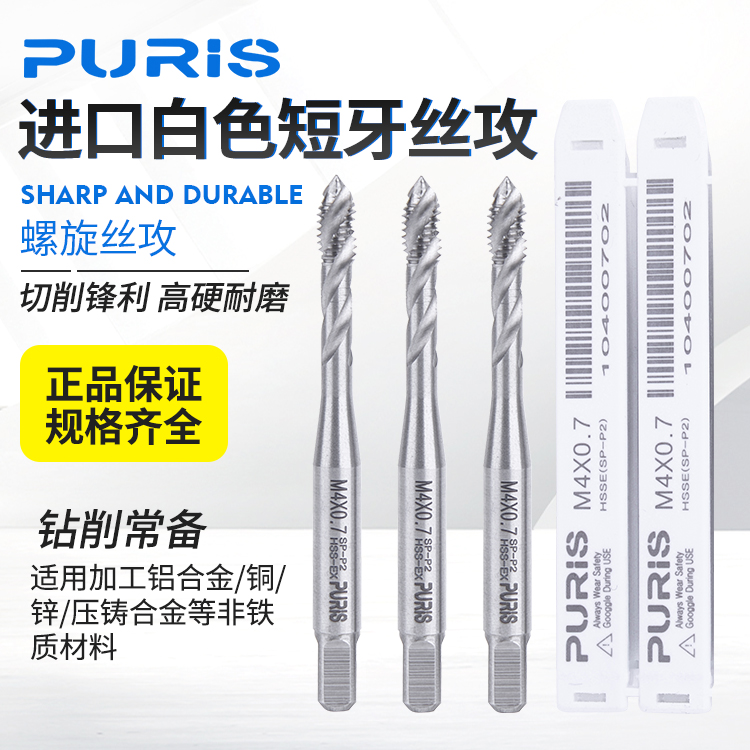 PURIS
进口白色短牙丝攻
SHARP AND DURABLE
螺旋丝攻
切削锋利 高硬耐磨
正品保证
规格齐全
钻削常备
适用加工铝合金/铜/
锌/压铸合金等非铁
质材料
M4X0.7 SP-P2 HSS-EX PURIS
M4X0.7 SP-P2 HSS-EX PURIS
M4X0.7 SP-P2 HSS-EX PURIS
10400702
M4X0.7
HSSE(SP-P2)
PURIS
Always Wear Safety
Googgle During USE
10400702
M4X0.7
HSSE(SP-P2)
PURIS
Always Wear Safety
Googgle During USE